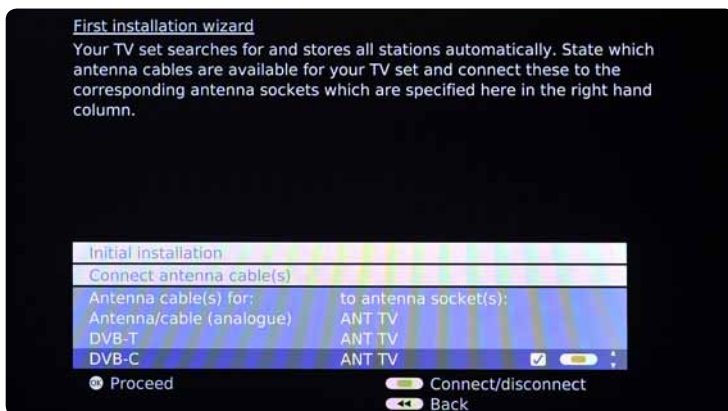 First installation wizard
Your TV set searches for and stores all stations automatically. State which
antenna cables are available for your TV set and connect these to the
corresponding antenna sockets which are specified here in the right hand
column.
Initial installation
Connect antenna cable(s)
Antenna cable(s) for: to antenna socket(s):
Antenna/cable (analogue) ANT TV
DVB-T ANT TV
DVB-C ANT TV
OK Proceed Connect/disconnect
Back